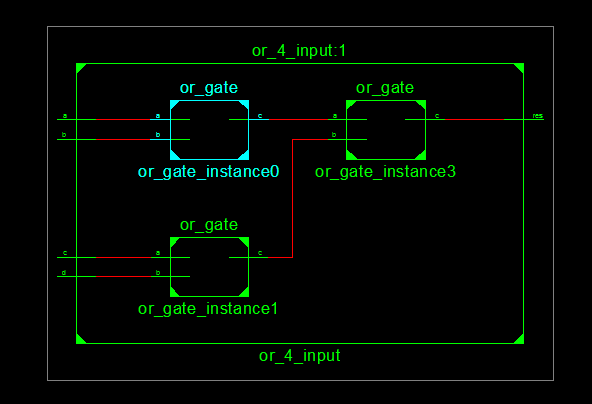 or_4_input:1
or_gate
or_gate
a
a
c
a
c
res
b
b
b
or_gate_instance0
or_gate_instance3
or_gate
c
a
c
d
b
or_gate_instance1
or_4_input